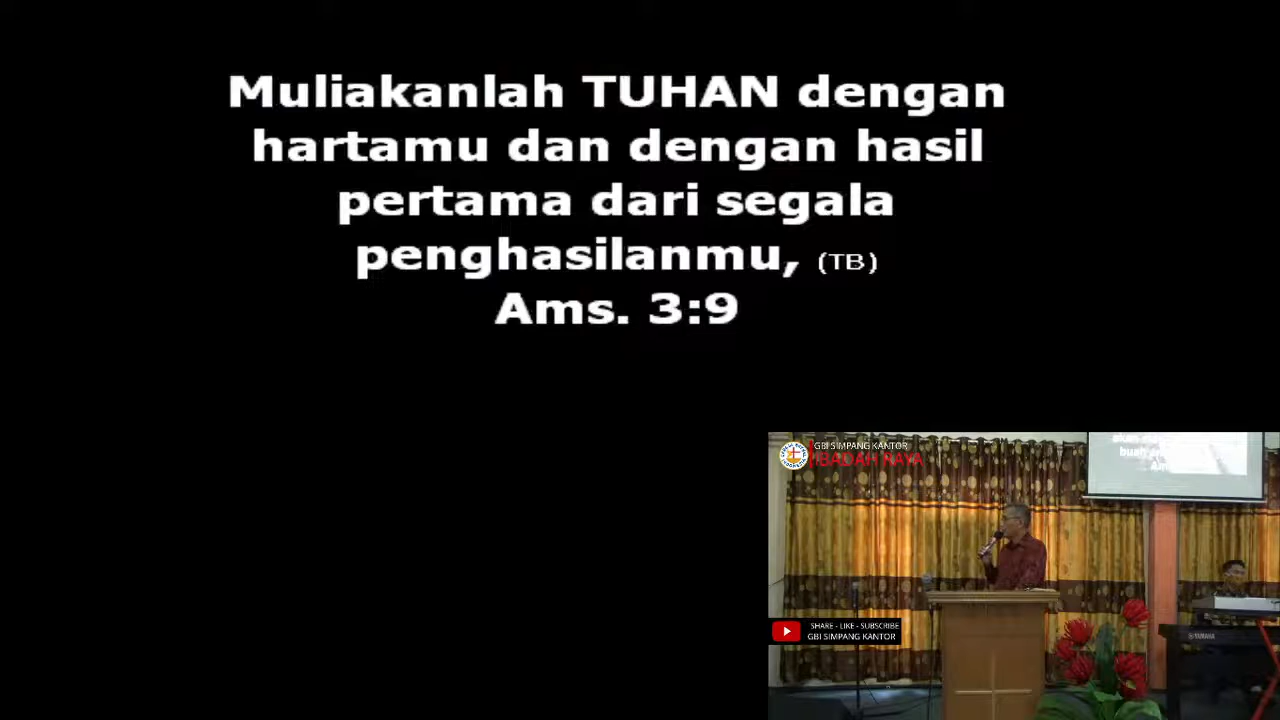 Muliakanlah TUHAN dengan
hartamu dan dengan hasil
pertama dari segala
penghasilanmu, (TB)
Ams. 3:9
GBI SIMPANG KANTOR
IBADAH RAYA
SHARE - LIKE - SUBSCRIBE
GBI SIMPANG KANTOR
YAMAHA